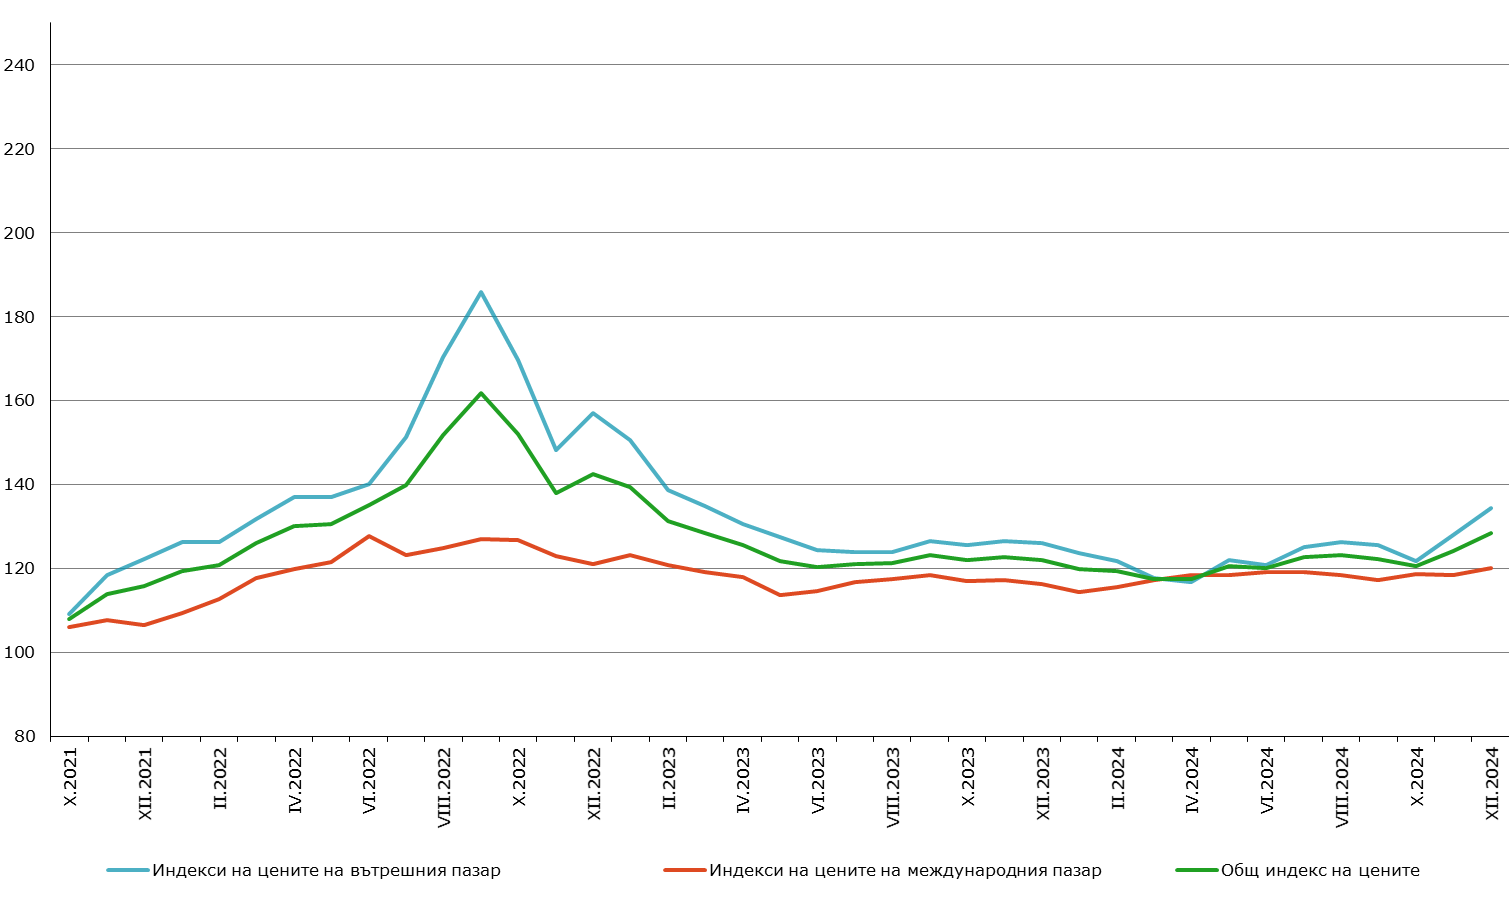 240
220
200
180
160
140
120
100
80
X.2021
XII.2021
II.2022
IV.2022
VI.2022
VIII.2022
X.2022
XII.2022
II.2023
IV.2023
VI.2023
VIII.2023
X.2023
XII.2023
II.2024
IV.2024
VI.2024
VIII.2024
X.2024
XII.2024
Индекси на цените на вътрешния пазар
Индекси на цените на международния пазар
Общ индекс на цените